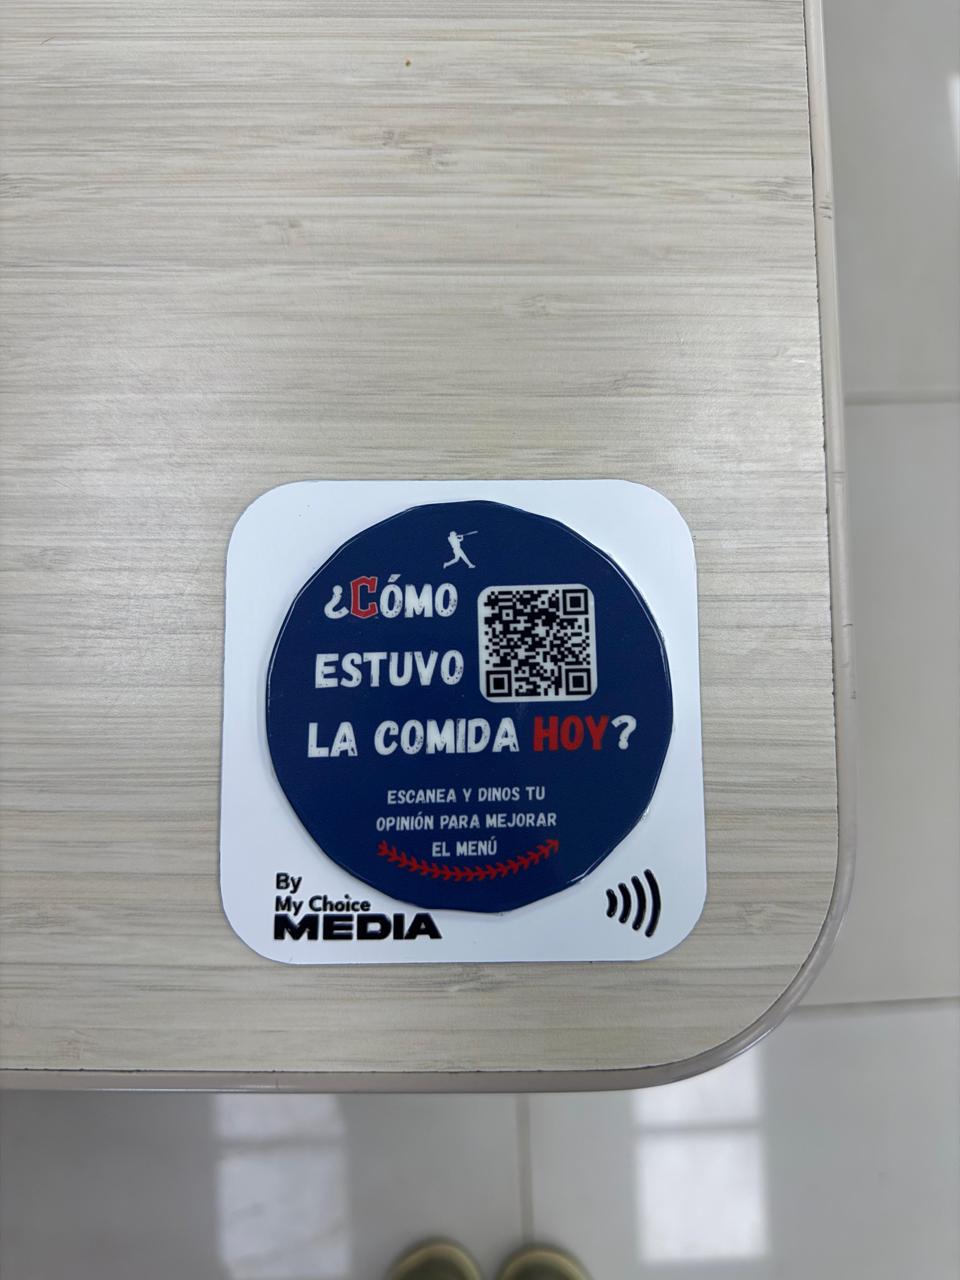 ¿CÓMO
ESTUVO
LA COMIDA HOY?
ESCANEA Y DINOS TU
OPINIÓN PARA MEJORAR
EL MENÚ
By
My Choice
MEDIA